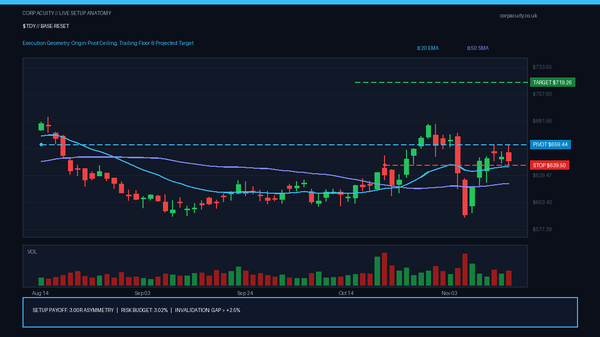 CORP ACUITY // LIVE SETUP ANATOMY
corpacuity.co.uk
$TDY // BASE-RESET
Execution Geometry: Origin Pivot Ceiling, Trailing Floor & Projected Target
20 EMA
50 SMA
$733.65
TARGET $719.26
$707.60
$681.56
PIVOT $659.44
STOP $639.50
$629.47
$603.43
$577.39
VOL
Aug 14
Sep 03
Sep 24
Oct 14
Nov 03
SETUP PAYOFF: 3.00R ASYMMETRY | RISK BUDGET: 3.02% | INVALIDATION: GAP > +2.5%